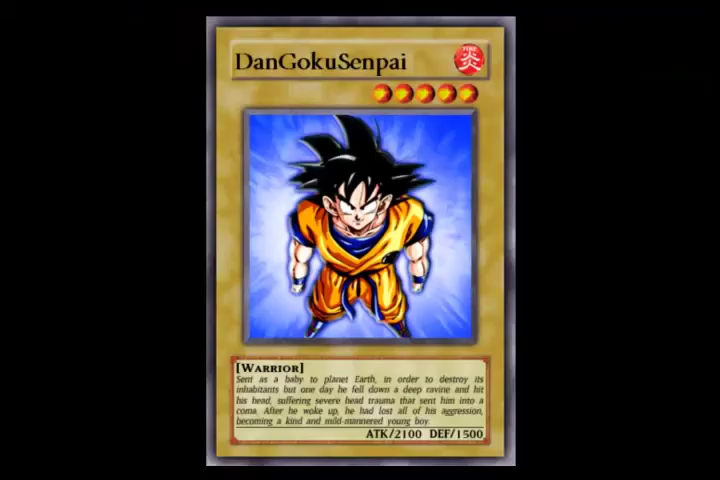 DanGokuSenpai
FIRE
炎
[WARRIOR]
Sent as a baby to planet Earth, in order to destroy its
inhabitants but one day he fell down a deep ravine and hit
his head, suffering severe head trauma that sent him into a
coma. After he woke up, he had lost all of his aggression,
becoming a kind and mild-mannered young boy.
ATK/2100 DEF/1500